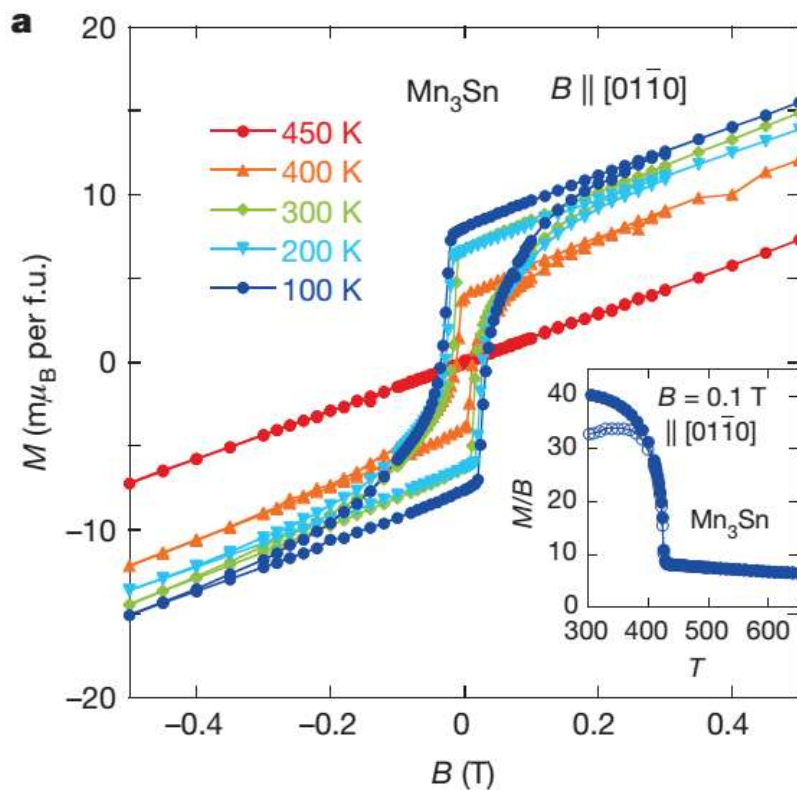 a
20
10
0
−10
−20
M (mμB per f.u.)
Mn3Sn B || [011̄0]
450 K
400 K
300 K
200 K
100 K
−0.4
−0.2
0
0.2
0.4
B (T)
40
30
20
10
0
M/B
B = 0.1 T
|| [011̄0]
Mn3Sn
300
400
500
600
T